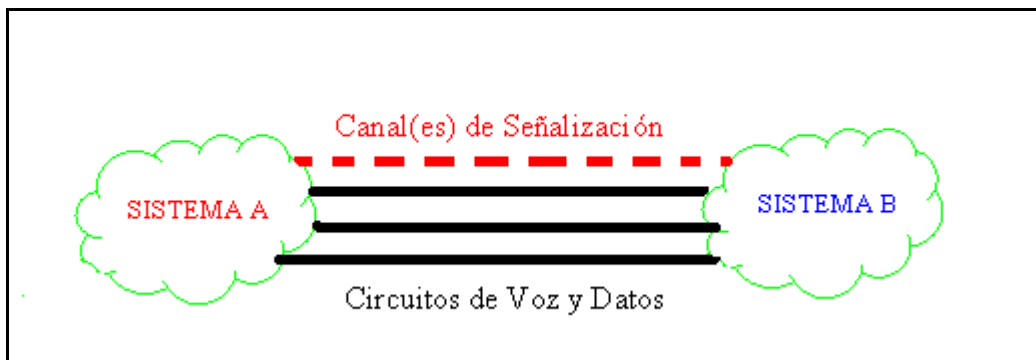 Canal(es) de Señalización
SISTEMA A
SISTEMA B
Circuitos de Voz y Datos